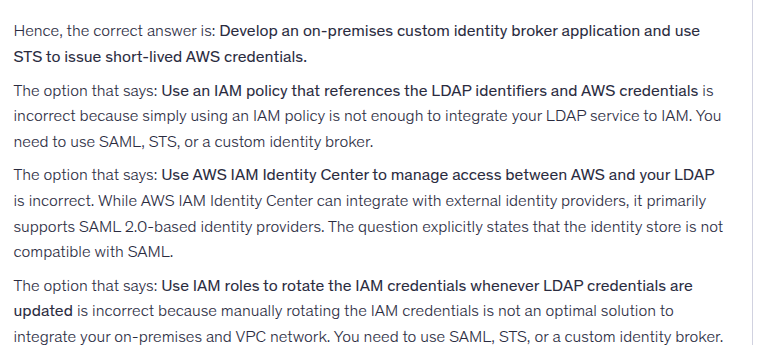 Hence, the correct answer is: Develop an on-premises custom identity broker application and use
STS to issue short-lived AWS credentials.
The option that says: Use an IAM policy that references the LDAP identifiers and AWS credentials is
incorrect because simply using an IAM policy is not enough to integrate your LDAP service to IAM. You
need to use SAML, STS, or a custom identity broker.
The option that says: Use AWS IAM Identity Center to manage access between AWS and your LDAP
is incorrect. While AWS IAM Identity Center can integrate with external identity providers, it primarily
supports SAML 2.0-based identity providers. The question explicitly states that the identity store is not
compatible with SAML.
The option that says: Use IAM roles to rotate the IAM credentials whenever LDAP credentials are
updated is incorrect because manually rotating the IAM credentials is not an optimal solution to
integrate your on-premises and VPC network. You need to use SAML, STS, or a custom identity broker.